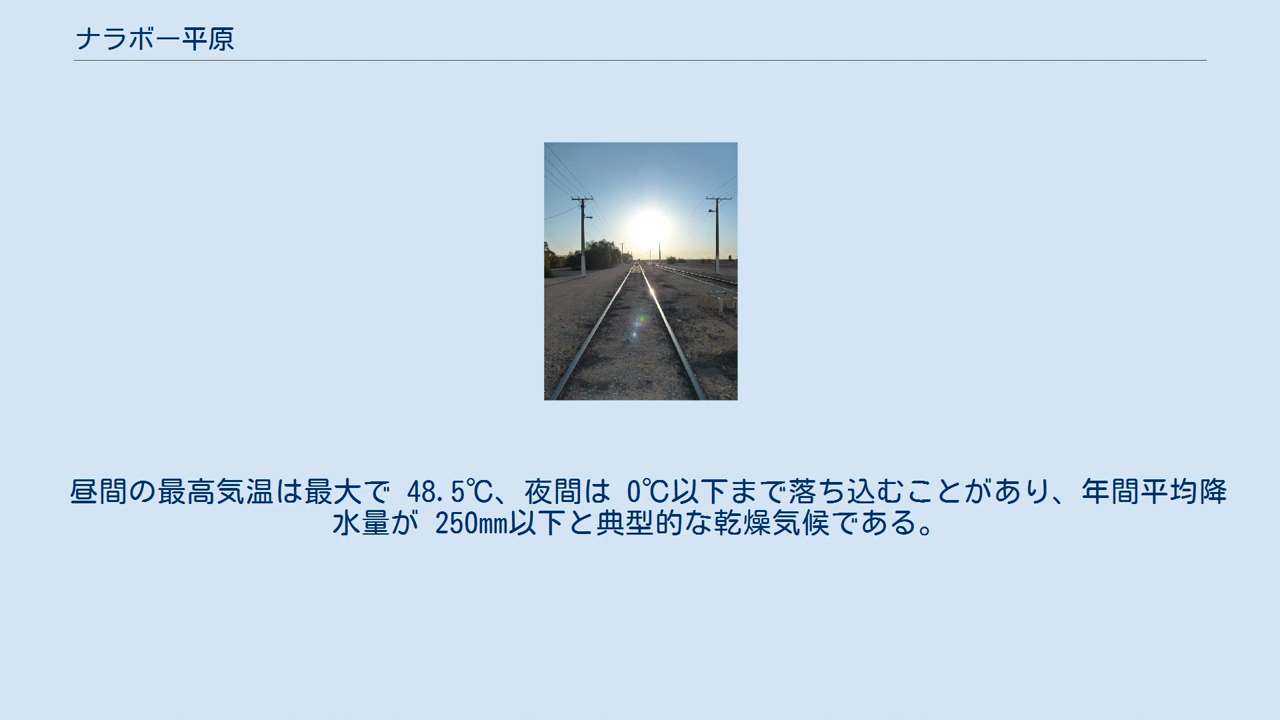 ナラボー平原
昼間の最高気温は最大で 48.5℃、夜間は 0℃以下まで落ち込むことがあり、年間平均降
水量が 250mm以下と典型的な乾燥気候である。